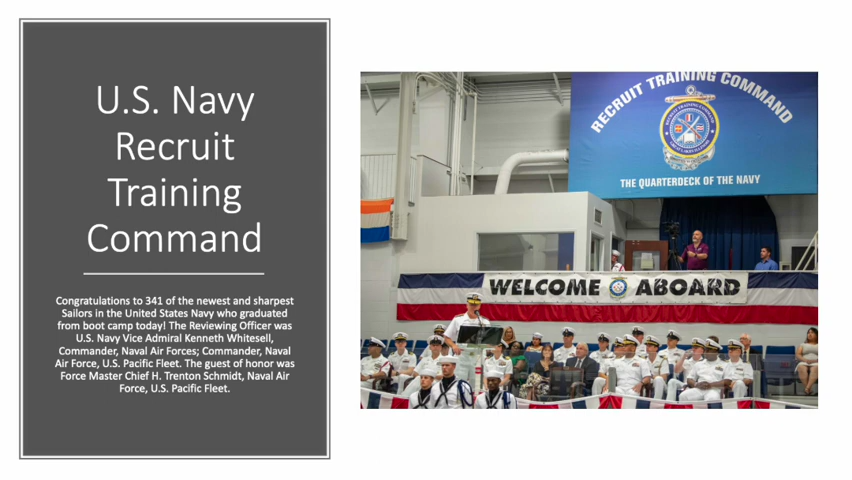 U.S. Navy
Recruit
Training
Command
Congratulations to 341 of the newest and sharpest
Sailors in the United States Navy who graduated
from boot camp today! The Reviewing Officer was
U.S. Navy Vice Admiral Kenneth Whitesell,
Commander, Naval Air Forces; Commander, Naval
Air Force, U.S. Pacific Fleet. The guest of honor was
Force Master Chief H. Trenton Schmidt, Naval Air
Force, U.S. Pacific Fleet.
RECRUIT TRAINING COMMAND
THE QUARTERDECK OF THE NAVY
WELCOME ABOARD